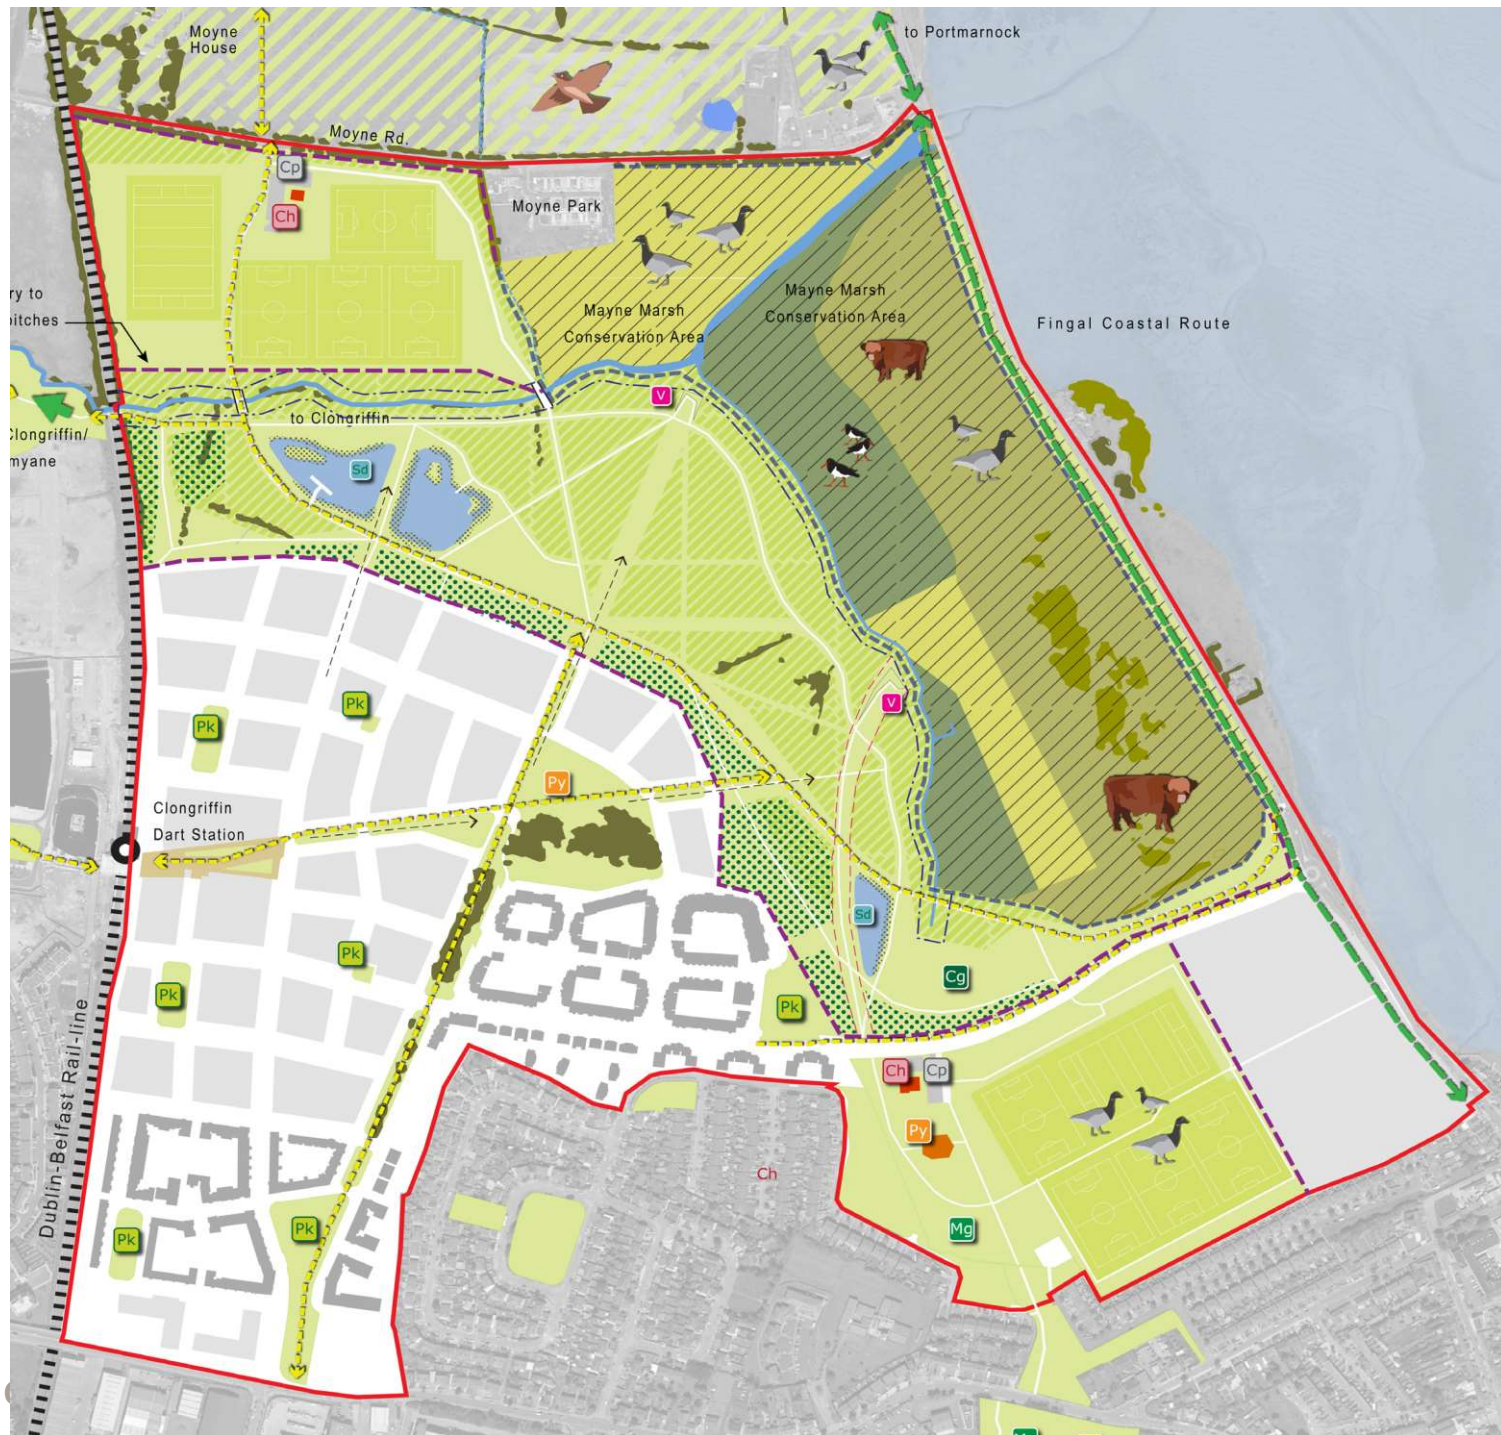 Moyne
House
to Portmarnock
Moyne Rd.
Cp
Ch
Moyne Park
ry to
pitches
Mayne Marsh
Conservation Area
Mayne Marsh
Conservation Area
Fingal Coastal Route
V
to Clongriffin
Clongriffin/
myane
Sd
V
Pk
Pk
Py
Clongriffin
Dart Station
Sd
Pk
Pk
Cg
Pk
Dublin-Belfast Rail-line
Ch
Cp
Py
Ch
Pk
Pk
Mg